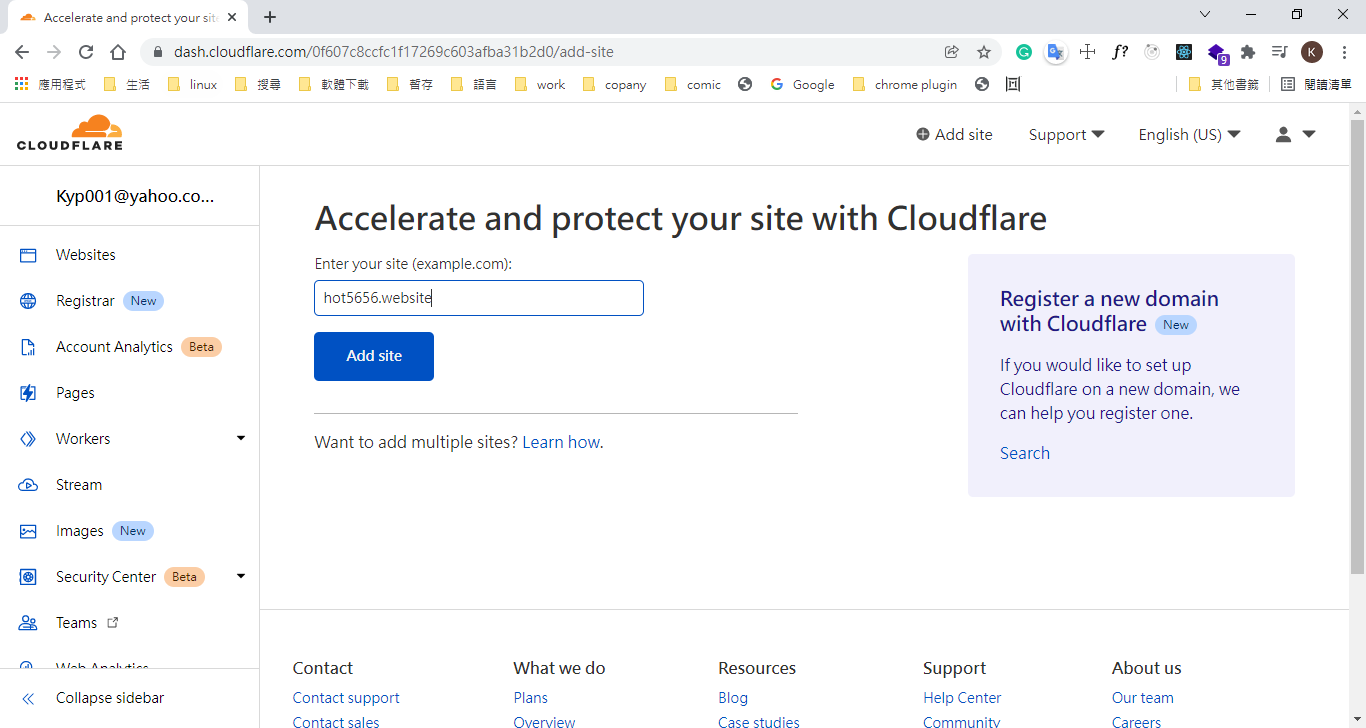 Accelerate and protect your site
dash.cloudflare.com/0f607c8ccfc1f17269c603afba31b2d0/add-site
f?
9
K
應用程式 生活 linux 搜尋 軟體下載 暫存 語言 work copany comic Google chrome plugin 其他書籤 閱讀清單
CLOUDFLARE
Add site Support English (US)
Kyp001@yahoo.co...
Websites
Registrar New
Account Analytics Beta
Pages
Workers
Stream
Images New
Security Center Beta
Teams
Web Analytics
Collapse sidebar
Accelerate and protect your site with Cloudflare
Enter your site (example.com):
hot5656.website
Add site
Want to add multiple sites? Learn how.
Register a new domain
with Cloudflare New
If you would like to set up
Cloudflare on a new domain, we
can help you register one.
Search
Contact
Contact support
Contact sales
What we do
Plans
Overview
Resources
Blog
Case studies
Support
Help Center
Community
About us
Our team
Careers